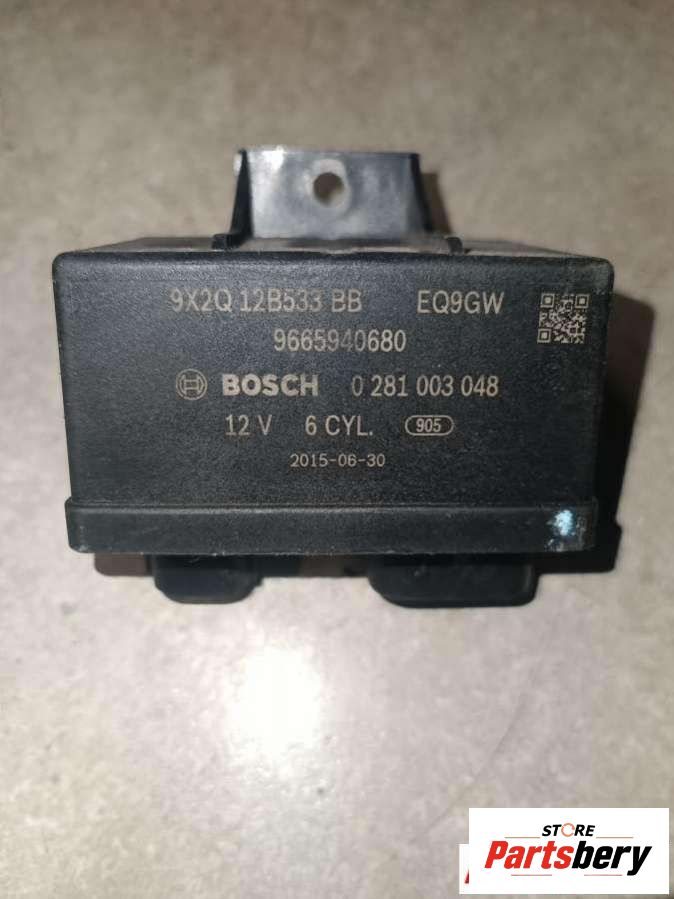 9X2Q 12B533 BB EQ9GW
9665940680
BOSCH 0 281 003 048
12 V 6 CYL. 905
2015-06-30
STORE
Partsbery